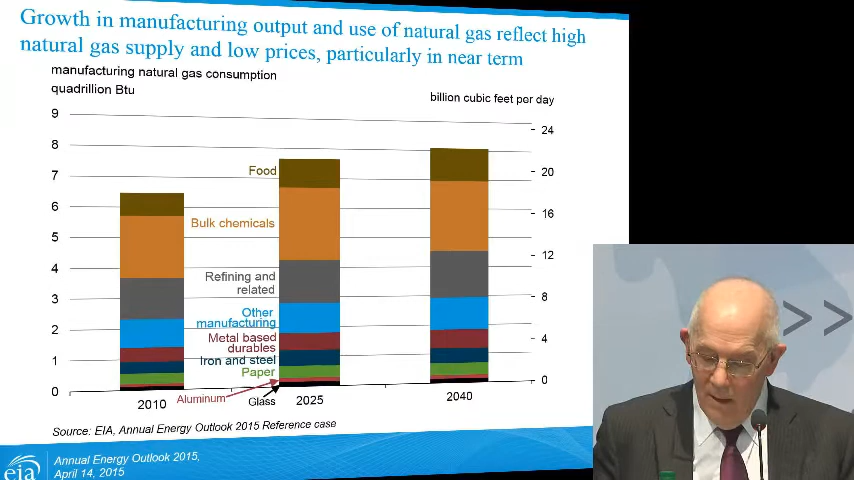 Growth in manufacturing output and use of natural gas reflect high
natural gas supply and low prices, particularly in near term
manufacturing natural gas consumption
quadrillion Btu
billion cubic feet per day
9
8
7
6
5
4
3
2
1
0
24
20
16
12
8
4
0
Food
Bulk chemicals
Refining and
related
Other
manufacturing
Metal based
durables
Iron and steel
Paper
Aluminum
Glass
2010
2025
2040
Source: EIA, Annual Energy Outlook 2015 Reference case
eia
Annual Energy Outlook 2015,
April 14, 2015
>>